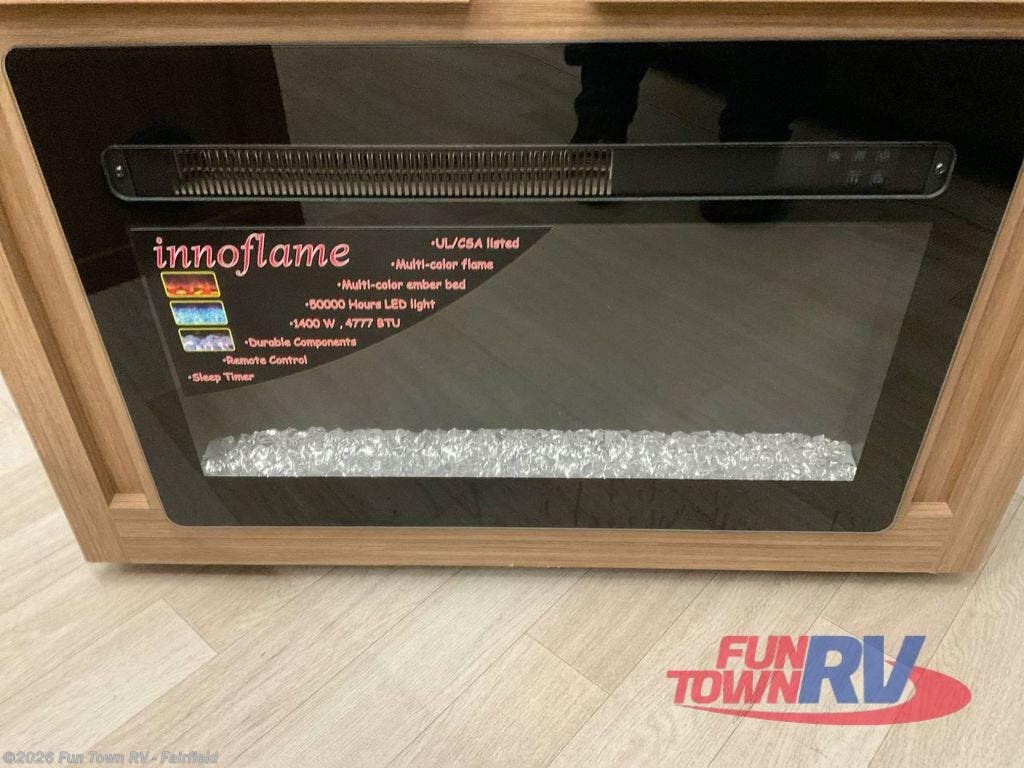 innoflame
•UL/CSA listed
•Multi-color flame
•Multi-color ember bed
•50000 Hours LED light
•1400 W , 4777 BTU
•Durable Components
•Remote Control
•Sleep Timer
FUN
TOWN RV
©2026 Fun Town RV - Fairfield